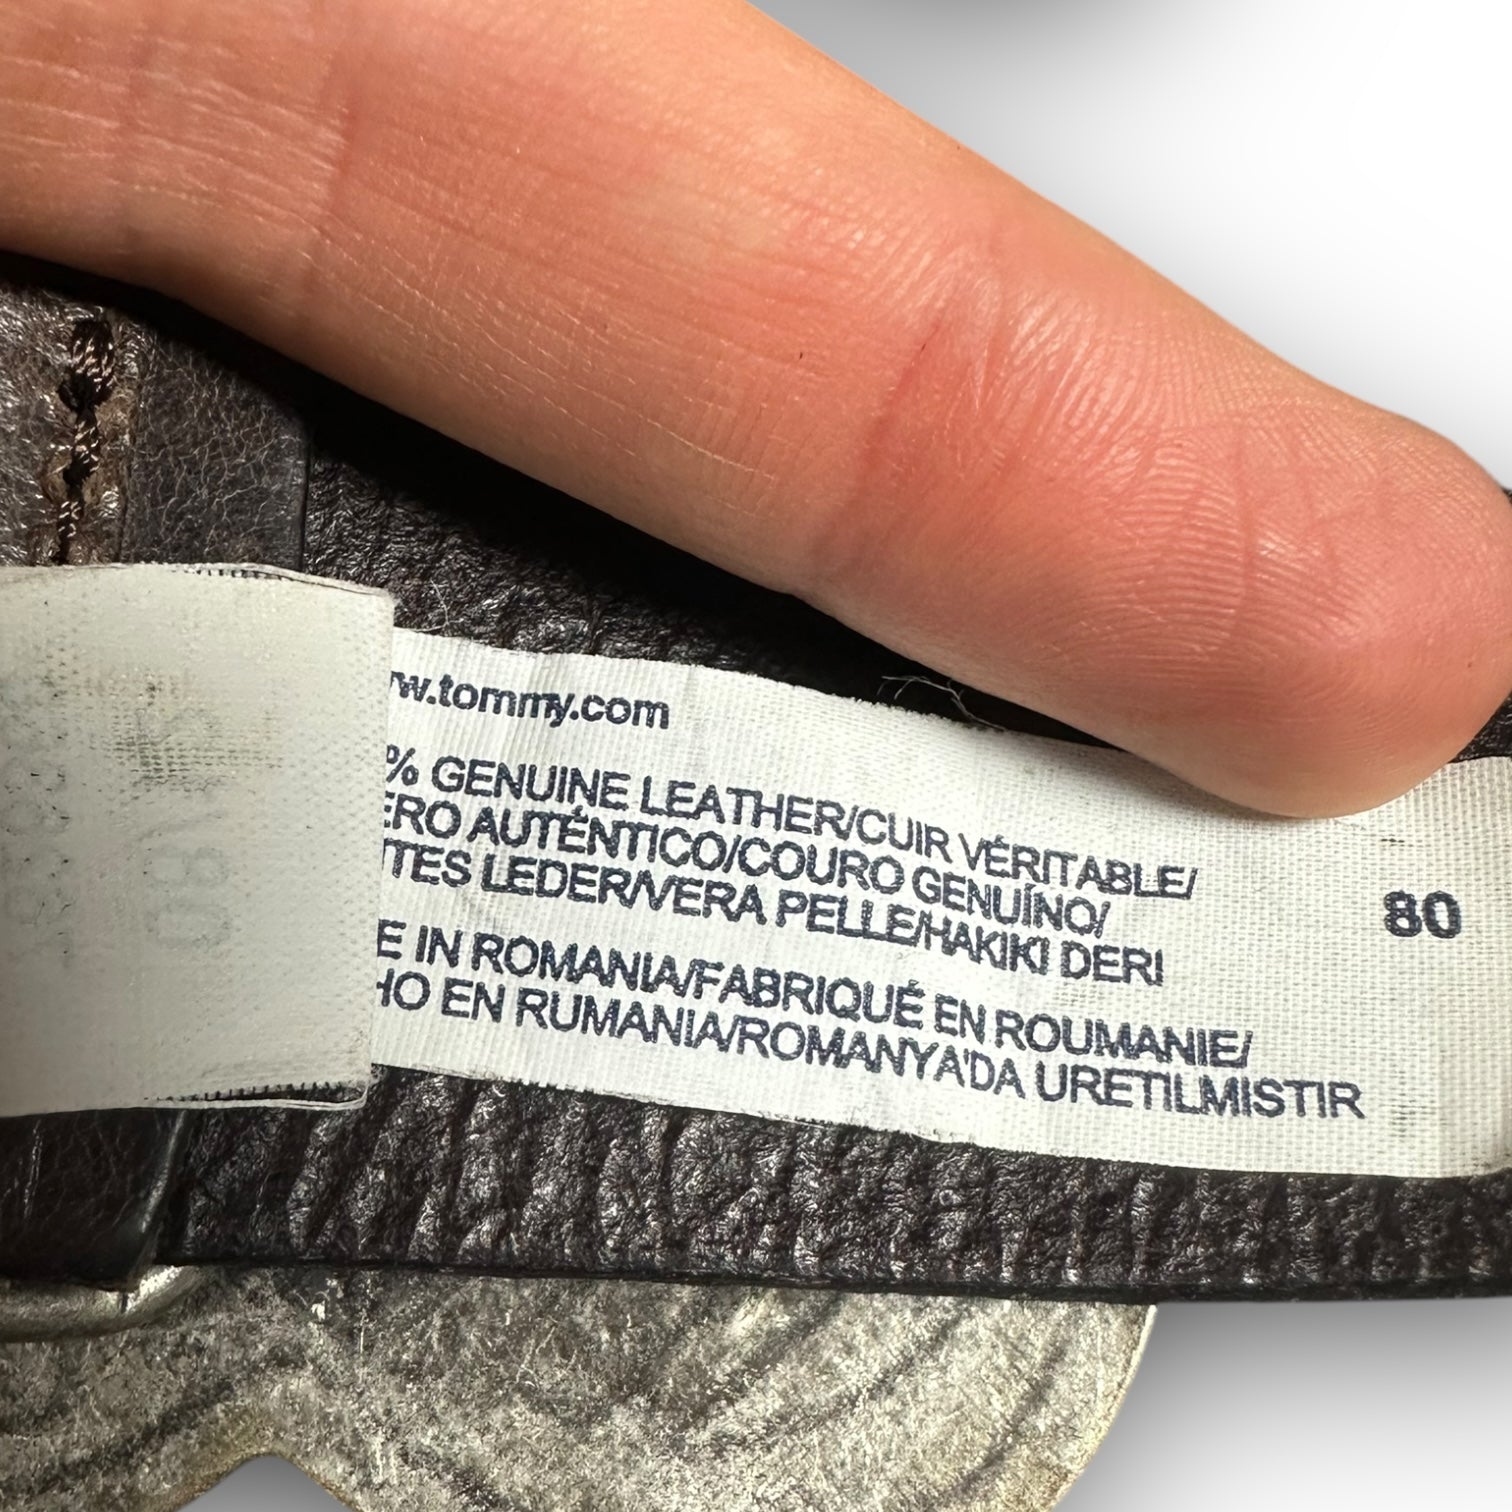 w.tommy.com
% GENUINE LEATHER/CUIR VÉRITABLE/
ERO AUTÉNTICO/COURO GENUÍNO/
TES LEDER/VERA PELLE/HAKIKI DERI
80
E IN ROMANIA/FABRIQUÉ EN ROUMANIE/
HO EN RUMANIA/ROMANYA'DA URETILMISTIR